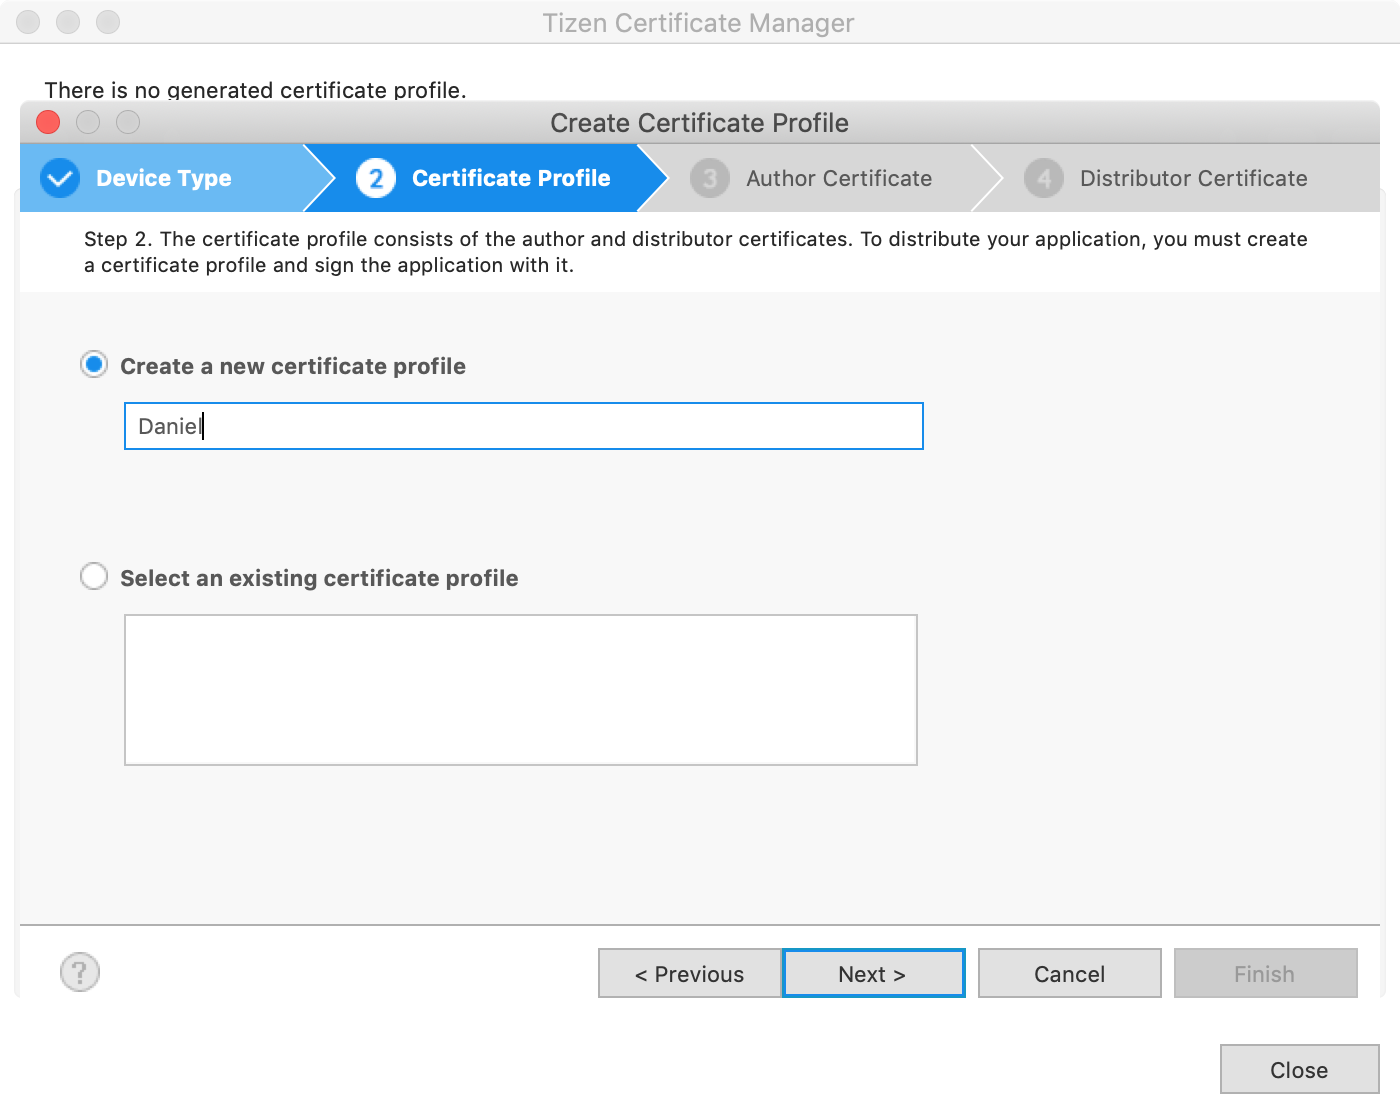 Tizen Certificate Manager
There is no generated certificate profile.
Create Certificate Profile
Device Type
2 Certificate Profile
3 Author Certificate
4 Distributor Certificate
Step 2. The certificate profile consists of the author and distributor certificates. To distribute your application, you must create
a certificate profile and sign the application with it.
Create a new certificate profile
Daniel
Select an existing certificate profile
?
< Previous
Next >
Cancel
Finish
Close